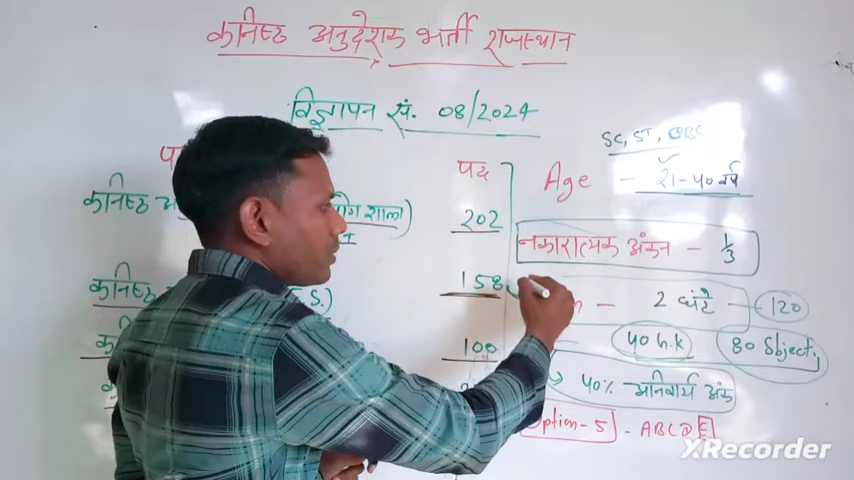 कनिष्ठ अनुदेशक भर्ती राजस्थान
विज्ञापन सं. 08/2024
SC, ST, OBC
पद
Age - 21-40 वर्ष
कनिष्ठ
शाला)
202
नकारात्मक अंकन - 1/3
कनिष्ठ
S.)
158
- 2 घंटे - 120
100
40 G.K
80 Subject
40% अनिवार्य अंक
Option-5 - ABCDE
XRecorder